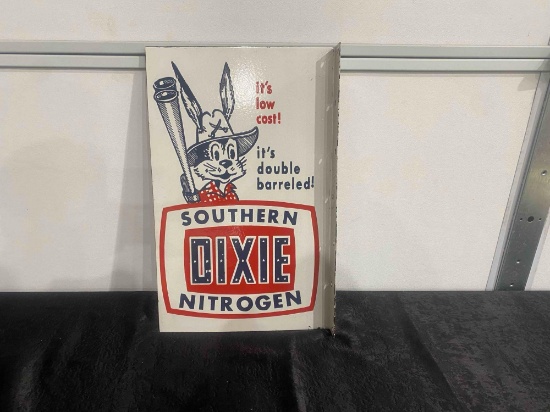 it's
low
cost!
it's
double
barreled!
SOUTHERN
DIXIE
NITROGEN